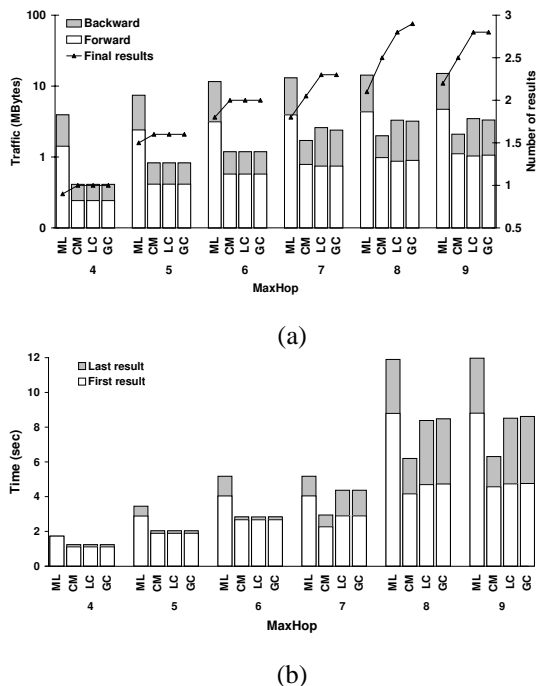 Backward
Forward
Final results
Traffic (MBytes)
100
10
1
0
Number of results
3
2.5
2
1.5
1
0.5
ML CM LC GC ML CM LC GC ML CM LC GC ML CM LC GC ML CM LC GC ML CM LC GC
4 5 6 7 8 9
MaxHop
(a)
Last result
First result
Time (sec)
12
10
8
6
4
2
0
ML CM LC GC ML CM LC GC ML CM LC GC ML CM LC GC ML CM LC GC ML CM LC GC
4 5 6 7 8 9
MaxHop
(b)